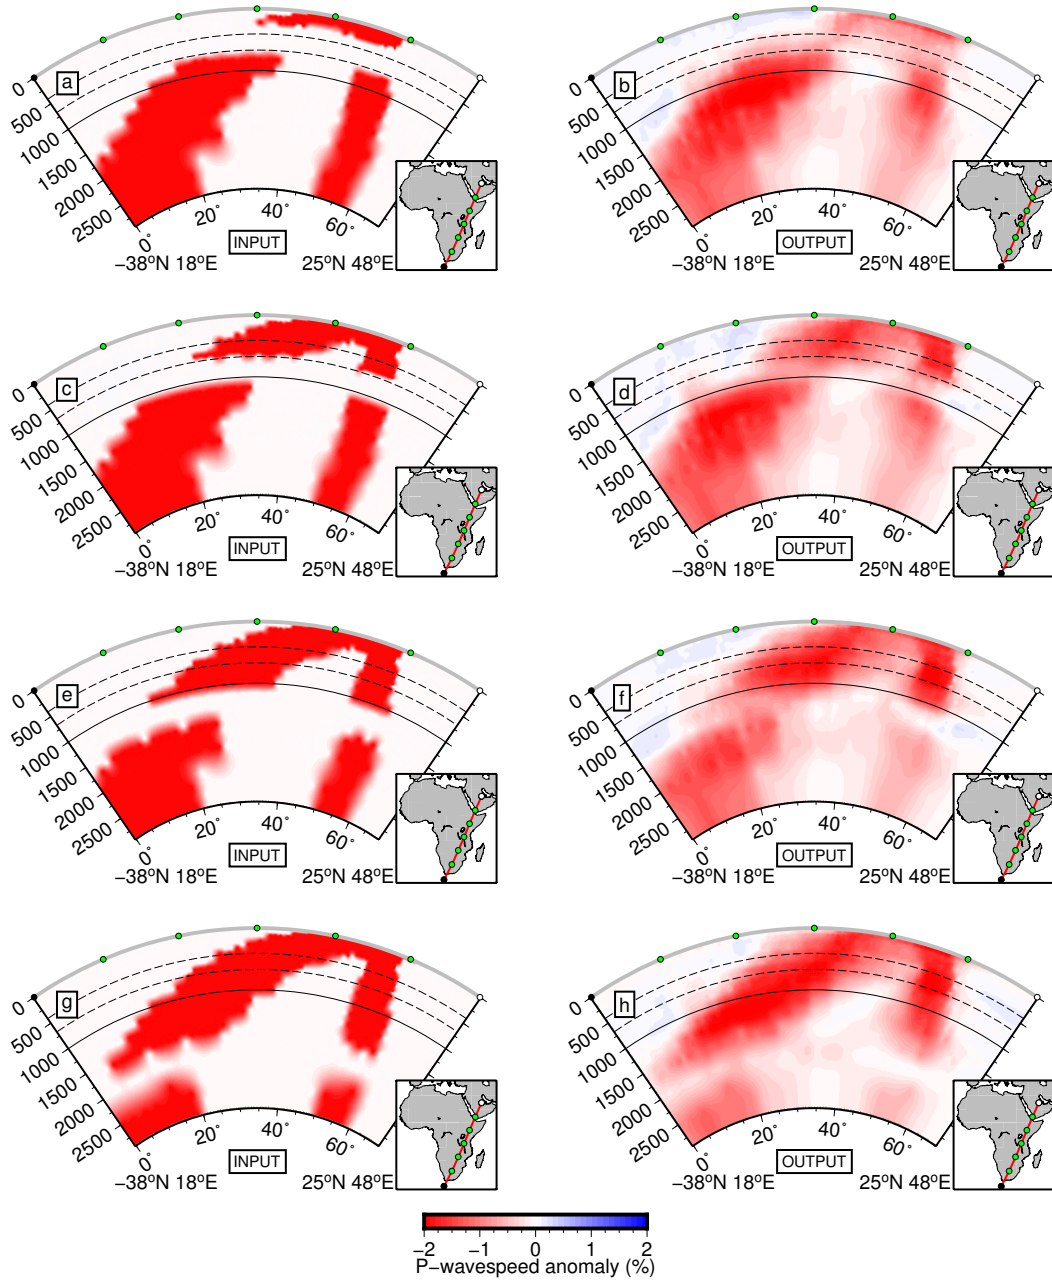 a
0
500
1000
1500
2000
2500
0°
20°
40°
60°
INPUT
−38°N 18°E
25°N 48°E
b
0
500
1000
1500
2000
2500
0°
20°
40°
60°
OUTPUT
−38°N 18°E
25°N 48°E
c
0
500
1000
1500
2000
2500
0°
20°
40°
60°
INPUT
−38°N 18°E
25°N 48°E
d
0
500
1000
1500
2000
2500
0°
20°
40°
60°
OUTPUT
−38°N 18°E
25°N 48°E
e
0
500
1000
1500
2000
2500
0°
20°
40°
60°
INPUT
−38°N 18°E
25°N 48°E
f
0
500
1000
1500
2000
2500
0°
20°
40°
60°
OUTPUT
−38°N 18°E
25°N 48°E
g
0
500
1000
1500
2000
2500
0°
20°
40°
60°
INPUT
−38°N 18°E
25°N 48°E
h
0
500
1000
1500
2000
2500
0°
20°
40°
60°
OUTPUT
−38°N 18°E
25°N 48°E
−2 −1 0 1 2
P−wavespeed anomaly (%)